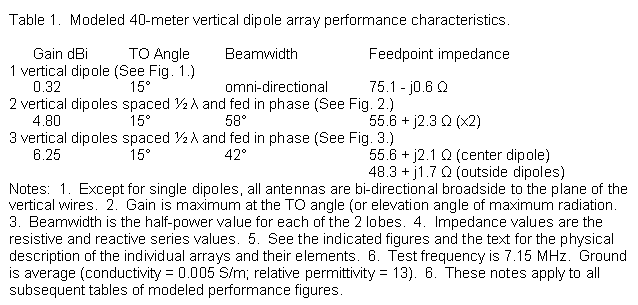 Table 1.  Modeled 40-meter vertical dipole array performance characteristics.
Gain dBi TO Angle Beamwidth Feedpoint impedance
1 vertical dipole (See Fig. 1.)
0.32 15° omni-directional 75.1 - j0.6 Ω
2 vertical dipoles spaced ½ λ and fed in phase (See Fig. 2.)
4.80 15° 58° 55.6 + j2.3 Ω (x2)
3 vertical dipoles spaced ½ λ and fed in phase (See Fig. 3.)
6.25 15° 42° 55.6 + j2.1 Ω (center dipole)
48.3 + j1.7 Ω (outside dipoles)
Notes:  1.  Except for single dipoles, all antennas are bi-directional broadside to the plane of the
vertical wires.  2.  Gain is maximum at the TO angle (or elevation angle of maximum radiation.
3.  Beamwidth is the half-power value for each of the 2 lobes.  4.  Impedance values are the
resistive and reactive series values.  5.  See the indicated figures and the text for the physical
description of the individual arrays and their elements.  6.  Test frequency is 7.15 MHz.  Ground
is average (conductivity = 0.005 S/m; relative permittivity = 13).  6.  These notes apply to all
subsequent tables of modeled performance figures.